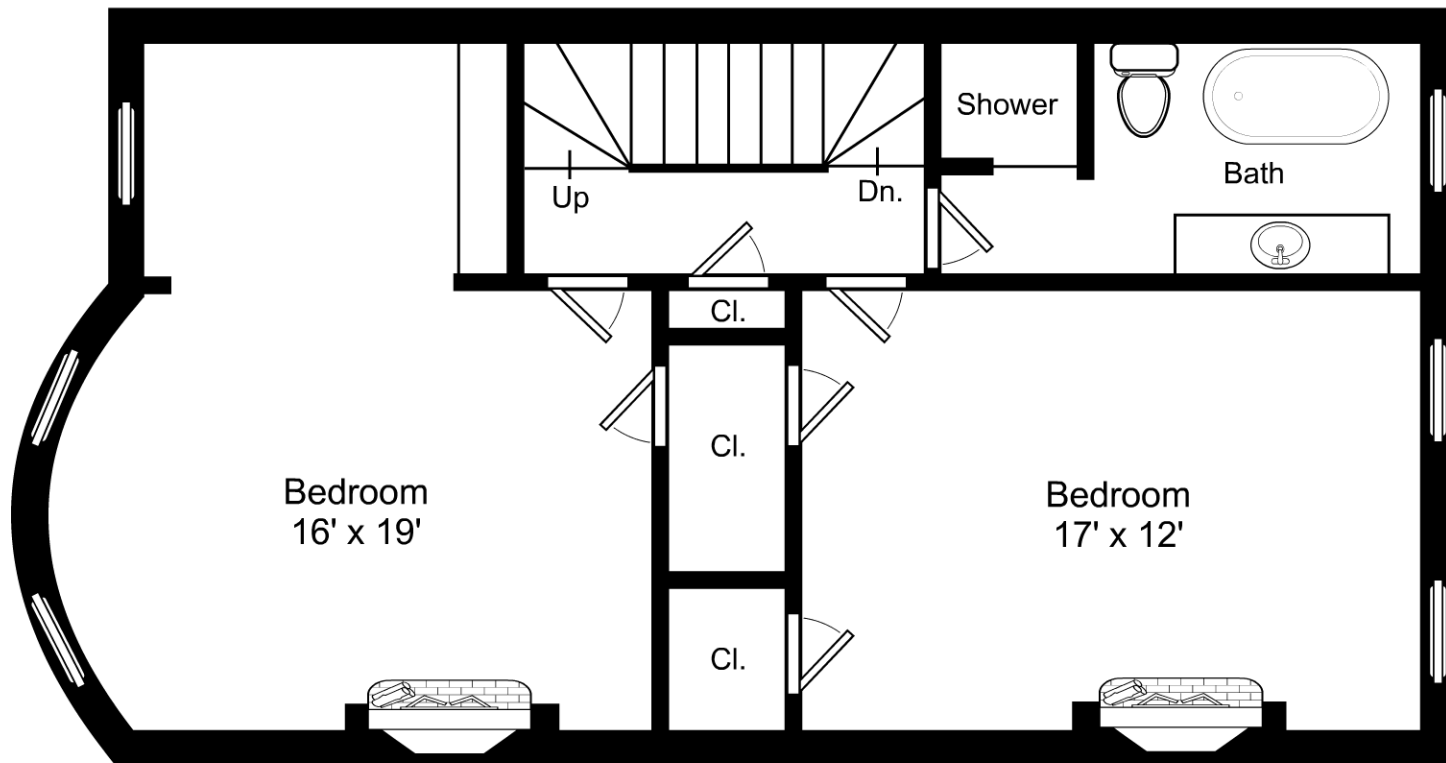 Shower
Bath
Up
Dn.
Cl.
Cl.
Bedroom
16' x 19'
Bedroom
17' x 12'
Cl.